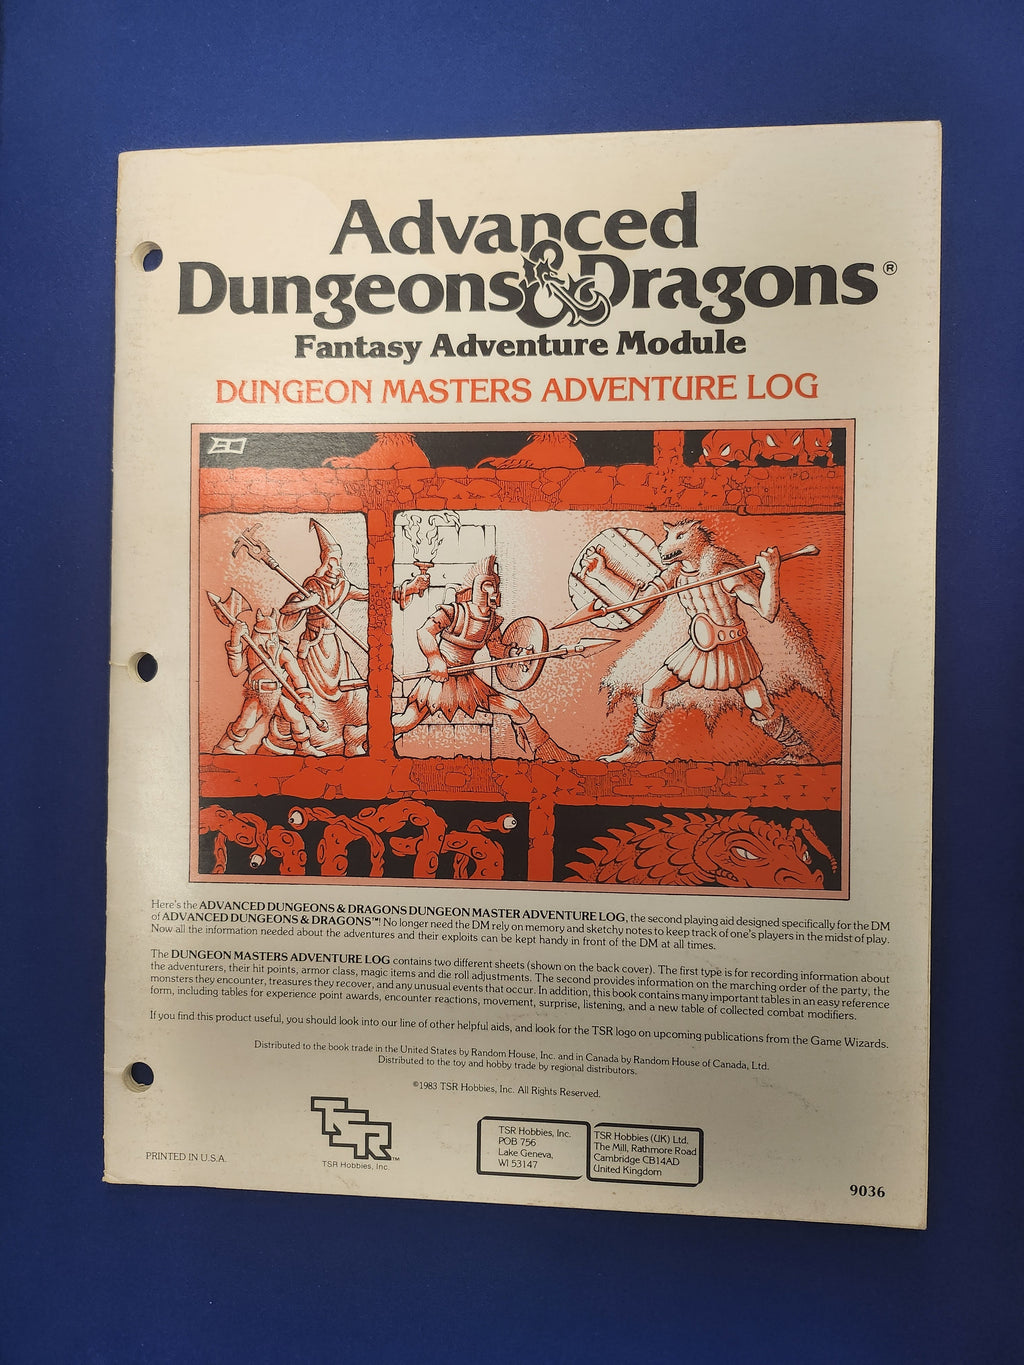 Advanced
Dungeons & Dragons®
Fantasy Adventure Module
DUNGEON MASTERS ADVENTURE LOG
Here's the ADVANCED DUNGEONS & DRAGONS DUNGEON MASTER ADVENTURE LOG, the second playing aid designed specifically for the DM
of ADVANCED DUNGEONS & DRAGONS™! No longer need the DM rely on memory and sketchy notes to keep track of one's players in the midst of play.
Now all the information needed about the adventures and their exploits can be kept handy in front of the DM at all times.
The DUNGEON MASTERS ADVENTURE LOG contains two different sheets (shown on the back cover). The first type is for recording information about
the adventurers, their hit points, armor class, magic items and die roll adjustments. The second provides information on the marching order of the party, the
monsters they encounter, treasures they recover, and any unusual events that occur. In addition, this book contains many important tables in an easy reference
form, including tables for experience point awards, encounter reactions, movement, surprise, listening, and a new table of collected combat modifiers.
If you find this product useful, you should look into our line of other helpful aids, and look for the TSR logo on upcoming publications from the Game Wizards.
Distributed to the book trade in the United States by Random House, Inc. and in Canada by Random House of Canada, Ltd.
Distributed to the toy and hobby trade by regional distributors.
©1983 TSR Hobbies, Inc. All Rights Reserved.
TSR™
TSR Hobbies, Inc.
PRINTED IN U.S.A.
TSR Hobbies, Inc.
POB 756
Lake Geneva,
WI 53147
TSR Hobbies (UK) Ltd.
The Mill, Rathmore Road
Cambridge CB14AD
United Kingdom
9036